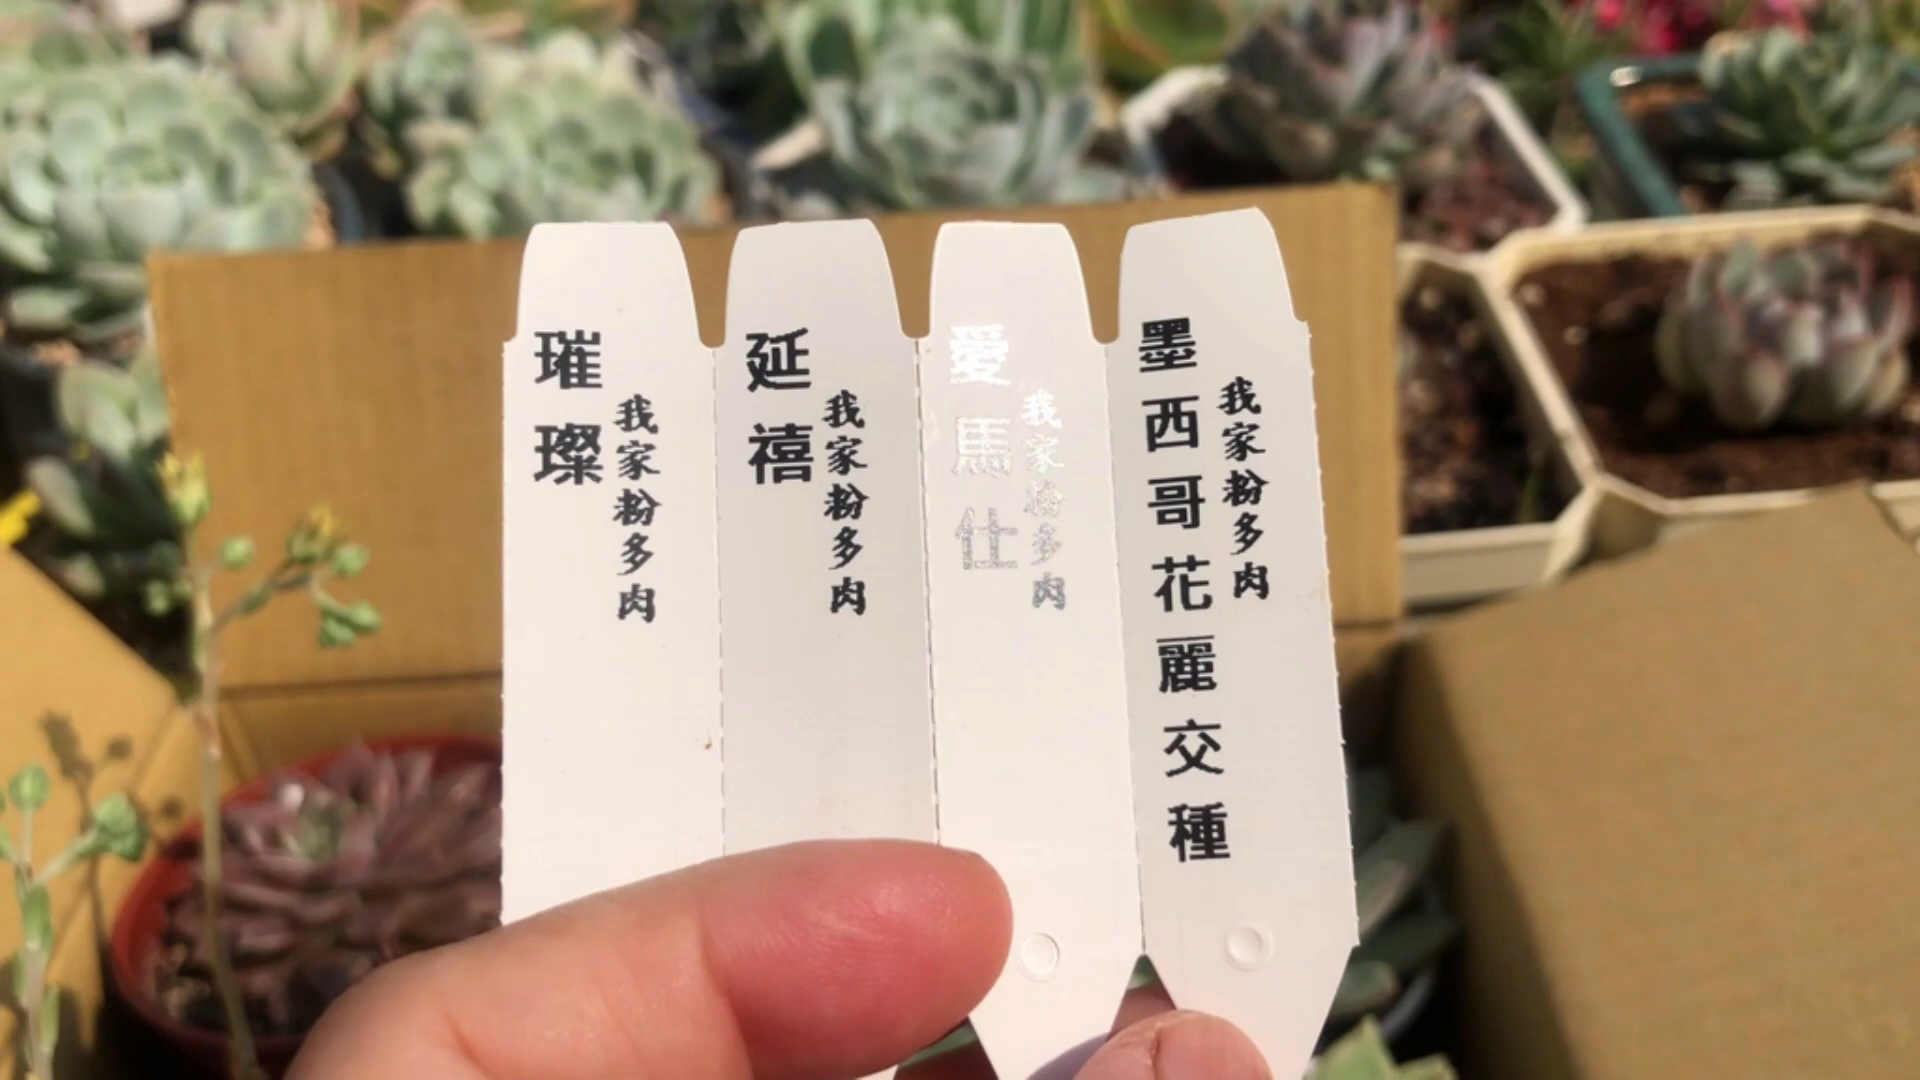 璀璨
我家粉多肉
延禧
我家粉多肉
愛馬仕
我家粉多肉
墨西哥花麗交種
我家粉多肉